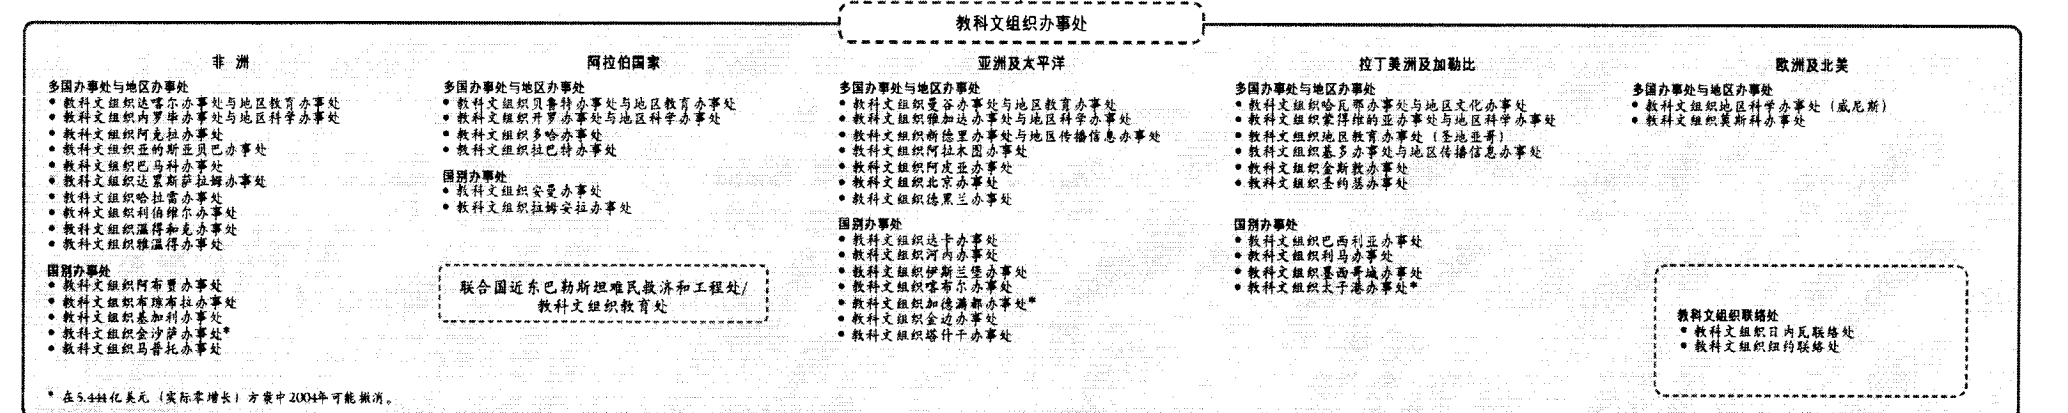 教科文组织办事处
非 洲
多国办事处与地区办事处
• 教科文组织达喀尔办事处与地区教育办事处
• 教科文组织内罗毕办事处与地区科学办事处
• 教科文组织阿克拉办事处
• 教科文组织亚的斯亚贝巴办事处
• 教科文组织巴马科办事处
• 教科文组织达累斯萨拉姆办事处
• 教科文组织哈拉雷办事处
• 教科文组织利伯维尔办事处
• 教科文组织温得和克办事处
• 教科文组织雅温得办事处
国别办事处
• 教科文组织阿布贾办事处
• 教科文组织布琼布拉办事处
• 教科文组织基加利办事处
• 教科文组织金沙萨办事处*
• 教科文组织马普托办事处
阿拉伯国家
多国办事处与地区办事处
• 教科文组织贝鲁特办事处与地区教育办事处
• 教科文组织开罗办事处与地区科学办事处
• 教科文组织多哈办事处
• 教科文组织拉巴特办事处
国别办事处
• 教科文组织安曼办事处
• 教科文组织拉姆安拉办事处
联合国近东巴勒斯坦难民救济和工程处/
教科文组织教育处
亚洲及太平洋
多国办事处与地区办事处
• 教科文组织曼谷办事处与地区教育办事处
• 教科文组织雅加达办事处与地区科学办事处
• 教科文组织新德里办事处与地区传播信息办事处
• 教科文组织阿拉木图办事处
• 教科文组织阿皮亚办事处
• 教科文组织北京办事处
• 教科文组织德黑兰办事处
国别办事处
• 教科文组织达卡办事处
• 教科文组织河内办事处
• 教科文组织伊斯兰堡办事处
• 教科文组织喀布尔办事处
• 教科文组织加德满都办事处*
• 教科文组织金边办事处
• 教科文组织塔什干办事处
拉丁美洲及加勒比
多国办事处与地区办事处
• 教科文组织哈瓦那办事处与地区文化办事处
• 教科文组织蒙得维的亚办事处与地区科学办事处
• 教科文组织地区教育办事处（圣地亚哥）
• 教科文组织基多办事处与地区传播信息办事处
• 教科文组织金斯敦办事处
• 教科文组织圣约瑟办事处
国别办事处
• 教科文组织巴西利亚办事处
• 教科文组织利马办事处
• 教科文组织墨西哥城办事处
• 教科文组织太子港办事处*
欧洲及北美
多国办事处与地区办事处
• 教科文组织地区科学办事处（威尼斯）
• 教科文组织莫斯科办事处
教科文组织联络处
• 教科文组织日内瓦联络处
• 教科文组织纽约联络处
* 在5.444亿美元（实际零增长）方案中2004年可能撤消。